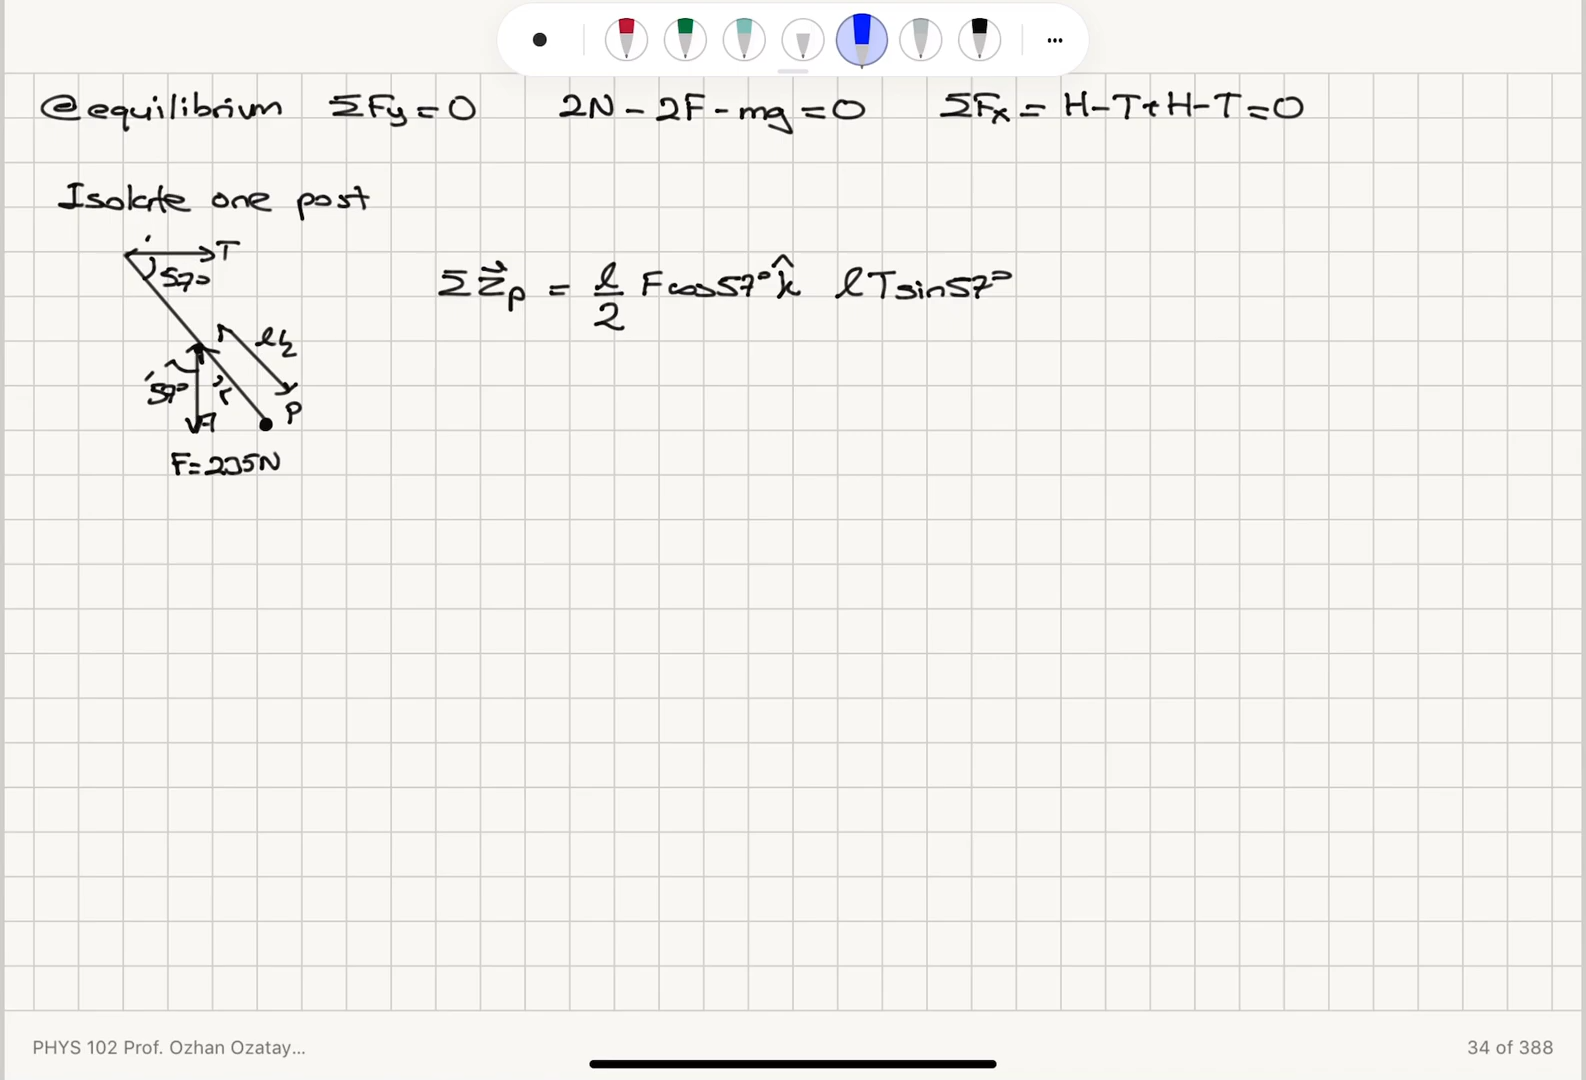 @equilibrium ΣFy=0 2N-2F-mg=0 ΣFx= H-T+H-T=0
Isolate one post
T
57°
Στ⃗p = l/2 Fcos57° k̂ lTsin57°
l/2
57° r
F P
F=235N
PHYS 102 Prof. Ozhan Ozatay... 34 of 388